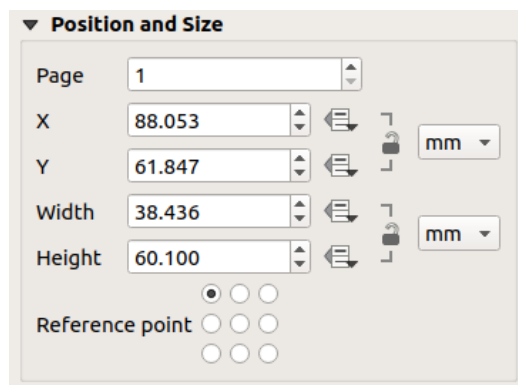 Position and Size
Page 1
X 88.053
mm
Y 61.847
Width 38.436
mm
Height 60.100
Reference point